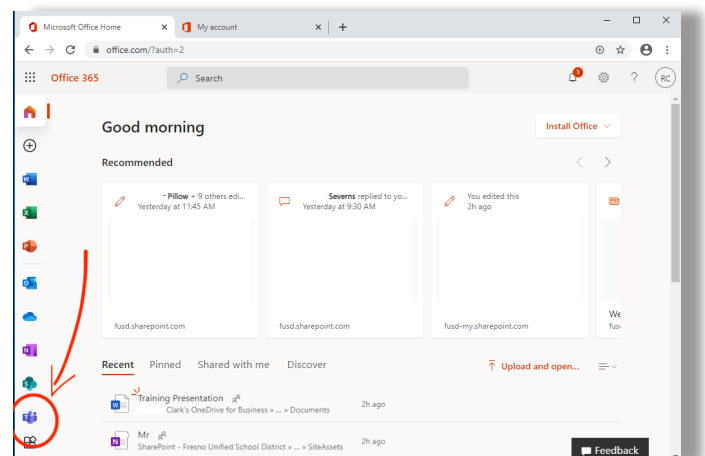 Microsoft Office Home
My account
office.com/?auth=2
Office 365
Search
1
?
RC
Good morning
Install Office
Recommended
- Pillow + 9 others edi...
Yesterday at 11:45 AM
fusd.sharepoint.com
Severns replied to yo...
Yesterday at 9:30 AM
fusd.sharepoint.com
You edited this
2h ago
fusd-my.sharepoint.com
We
fus
Recent Pinned Shared with me Discover
Upload and open...
Training Presentation
Clark's OneDrive for Business » ... » Documents
2h ago
Mr
SharePoint - Fresno Unified School District » ... » SiteAssets
2h ago
Feedback